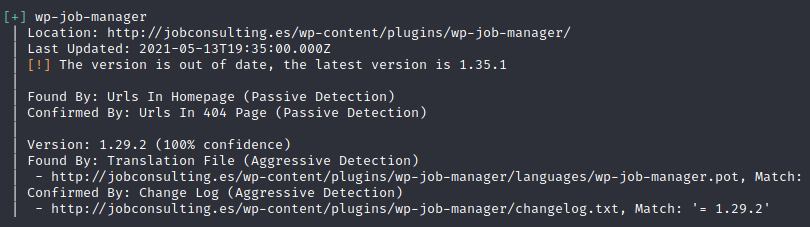 [+] wp-job-manager
| Location: http://jobconsulting.es/wp-content/plugins/wp-job-manager/
| Last Updated: 2021-05-13T19:35:00.000Z
| [!] The version is out of date, the latest version is 1.35.1
|
| Found By: Urls In Homepage (Passive Detection)
| Confirmed By: Urls In 404 Page (Passive Detection)
|
| Version: 1.29.2 (100% confidence)
| Found By: Translation File (Aggressive Detection)
|  - http://jobconsulting.es/wp-content/plugins/wp-job-manager/languages/wp-job-manager.pot, Match:
| Confirmed By: Change Log (Aggressive Detection)
|  - http://jobconsulting.es/wp-content/plugins/wp-job-manager/changelog.txt, Match: '= 1.29.2'